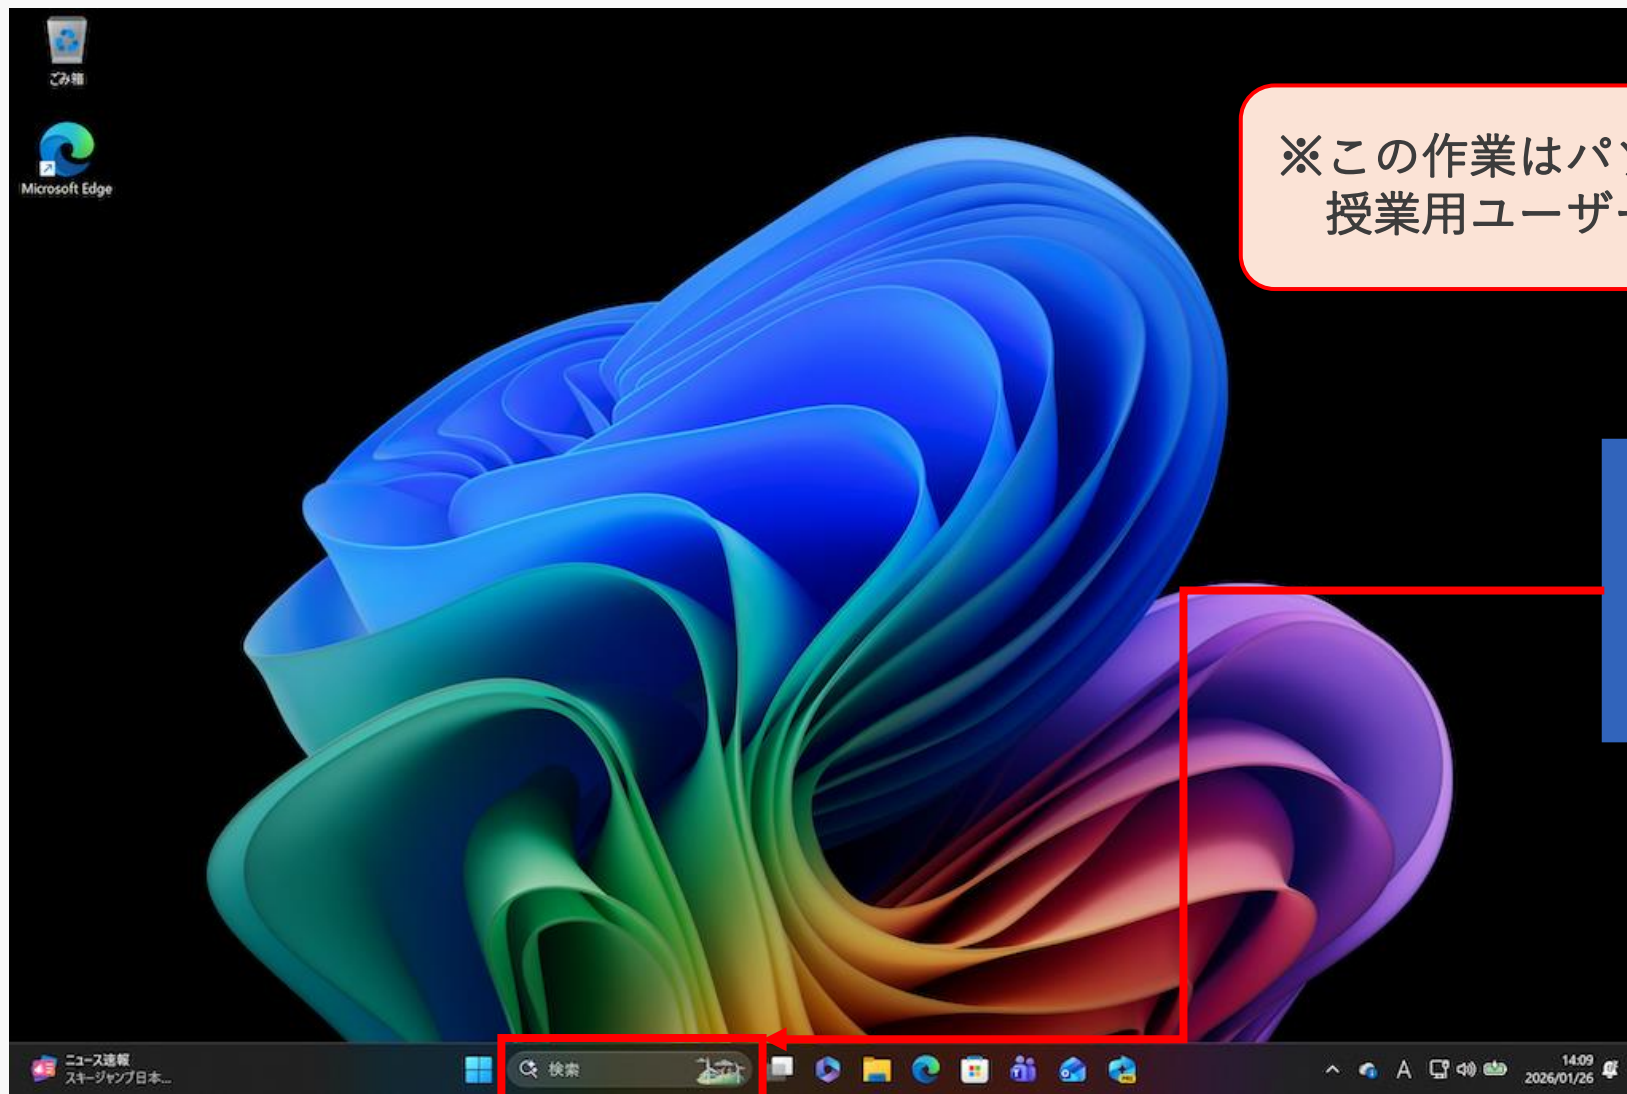 ごみ箱
Microsoft Edge
※この作業はパソ
授業用ユーザー
ニュース速報
スキージャンプ日本...
検索
A
14:09
2026/01/26